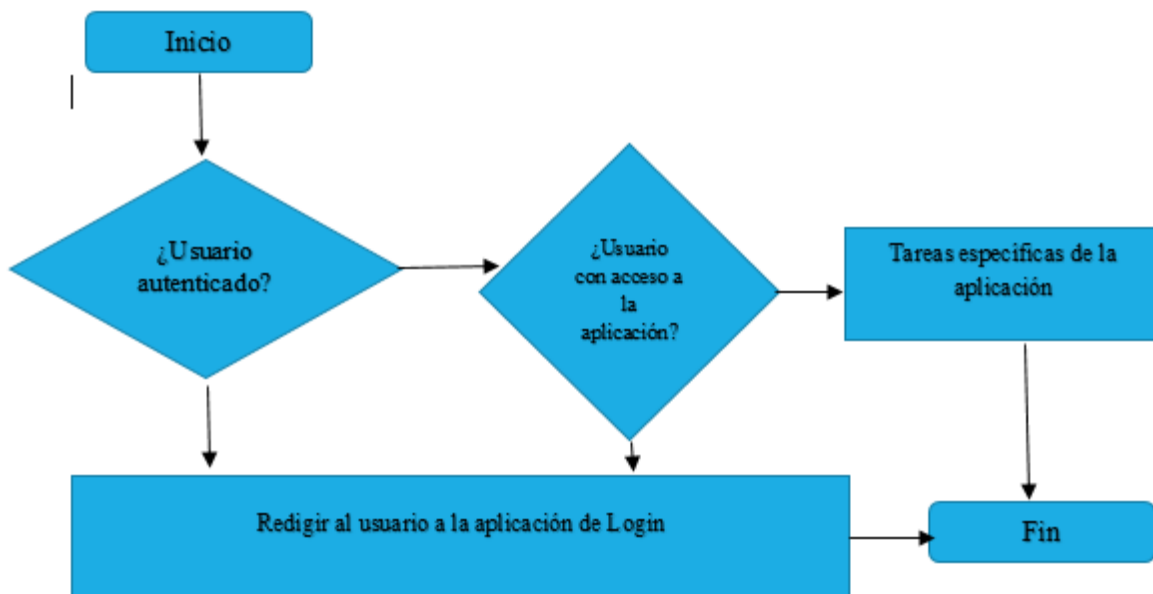 Inicio
¿Usuario
autenticado?
¿Usuario
con acceso a
la
aplicación?
Tareas específicas de la
aplicación
Redigir al usuario a la aplicación de Login
Fin